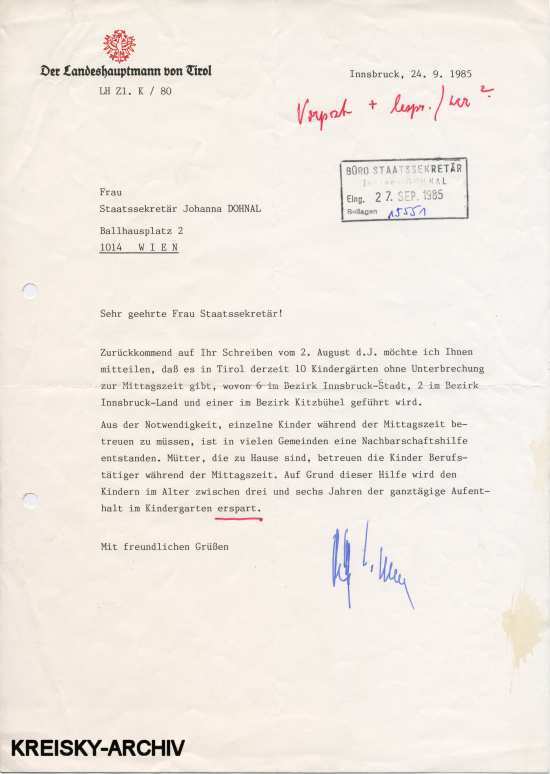 Der Landeshauptmann von Tirol
LH Zl. K / 80
Innsbruck, 24. 9. 1985
+
BÜRO STAATSSEKRETÄR
Eing. 27. SEP. 1985
Beilagen 15551
Frau
Staatssekretär Johanna DOHNAL
Ballhausplatz 2
1014 W I E N
Sehr geehrte Frau Staatssekretär!
Zurückkommend auf Ihr Schreiben vom 2. August d.J. möchte ich Ihnen
mitteilen, daß es in Tirol derzeit 10 Kindergärten ohne Unterbrechung
zur Mittagszeit gibt, wovon 6 im Bezirk Innsbruck-Stadt, 2 im Bezirk
Innsbruck-Land und einer im Bezirk Kitzbühel geführt wird.
Aus der Notwendigkeit, einzelne Kinder während der Mittagszeit be-
treuen zu müssen, ist in vielen Gemeinden eine Nachbarschaftshilfe
entstanden. Mütter, die zu Hause sind, betreuen die Kinder Berufs-
tätiger während der Mittagszeit. Auf Grund dieser Hilfe wird den
Kindern im Alter zwischen drei und sechs Jahren der ganztägige Aufent-
halt im Kindergarten erspart.
Mit freundlichen Grüßen
KREISKY-ARCHIV